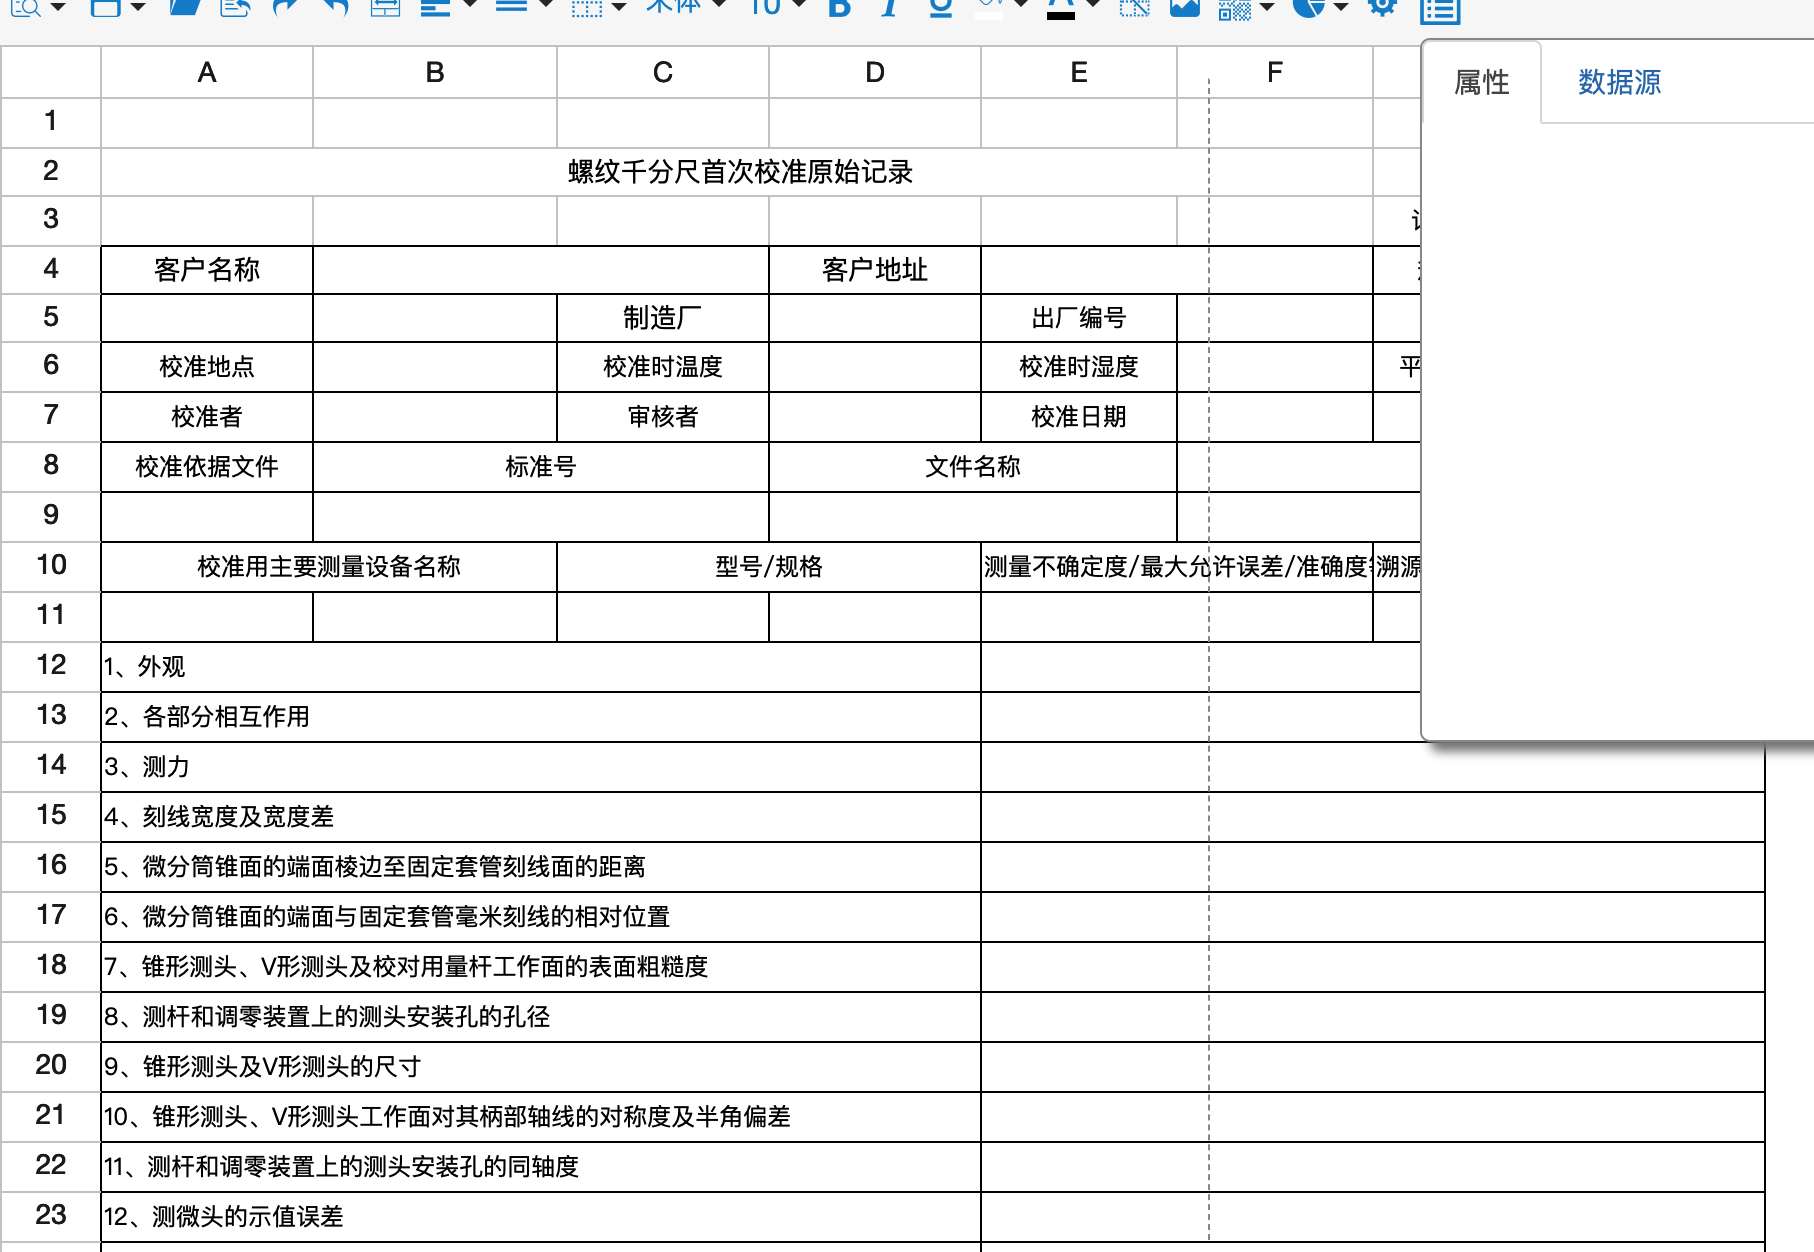 宋体 10 B I U A
属性 数据源
A B C D E F
1
2 螺纹千分尺首次校准原始记录
3
4 客户名称 客户地址
5 制造厂 出厂编号
6 校准地点 校准时温度 校准时湿度 平
7 校准者 审核者 校准日期
8 校准依据文件 标准号 文件名称
9
10 校准用主要测量设备名称 型号/规格 测量不确定度/最大允许误差/准确度 溯源
11
12 1、外观
13 2、各部分相互作用
14 3、测力
15 4、刻线宽度及宽度差
16 5、微分筒锥面的端面棱边至固定套管刻线面的距离
17 6、微分筒锥面的端面与固定套管毫米刻线的相对位置
18 7、锥形测头、V形测头及校对用量杆工作面的表面粗糙度
19 8、测杆和调零装置上的测头安装孔的孔径
20 9、锥形测头及V形测头的尺寸
21 10、锥形测头、V形测头工作面对其柄部轴线的对称度及半角偏差
22 11、测杆和调零装置上的测头安装孔的同轴度
23 12、测微头的示值误差